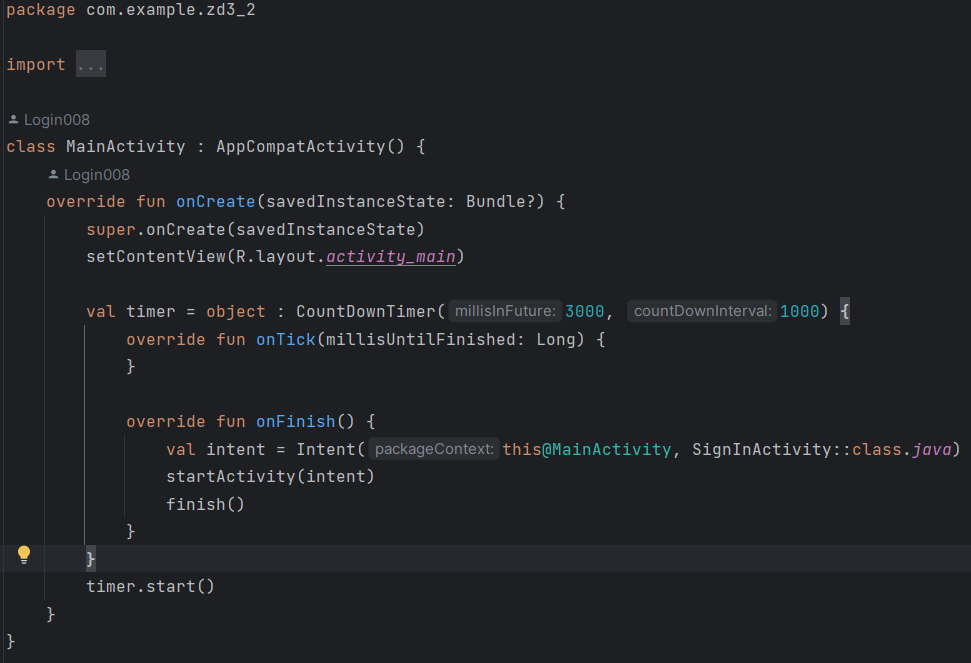 package com.example.zd3_2
import ...
Login008
class MainActivity : AppCompatActivity() {
Login008
override fun onCreate(savedInstanceState: Bundle?) {
super.onCreate(savedInstanceState)
setContentView(R.layout.activity_main)
val timer = object : CountDownTimer( millisInFuture: 3000, countDownInterval: 1000) {
override fun onTick(millisUntilFinished: Long) {
}
override fun onFinish() {
val intent = Intent( packageContext: this@MainActivity, SignInActivity::class.java)
startActivity(intent)
finish()
}
}
timer.start()
}
}